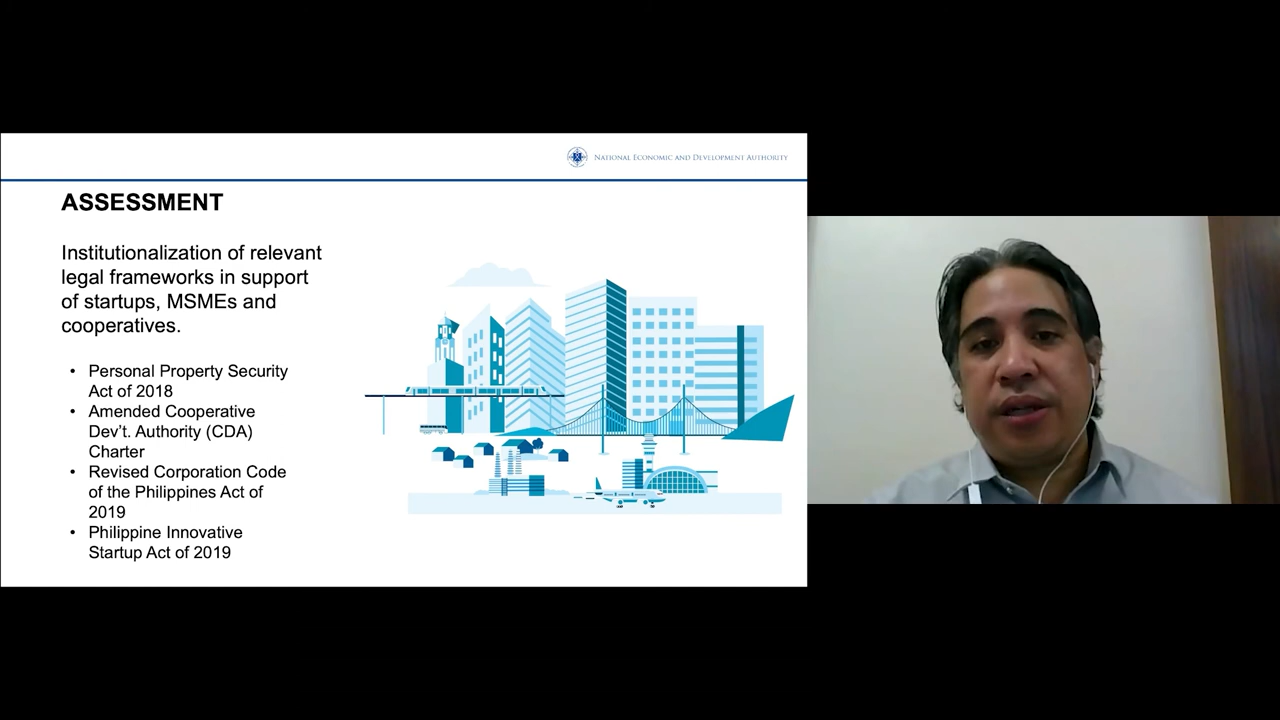 NATIONAL ECONOMIC AND DEVELOPMENT AUTHORITY
ASSESSMENT
Institutionalization of relevant
legal frameworks in support
of startups, MSMEs and
cooperatives.
• Personal Property Security
Act of 2018
• Amended Cooperative
Dev't. Authority (CDA)
Charter
• Revised Corporation Code
of the Philippines Act of
2019
• Philippine Innovative
Startup Act of 2019